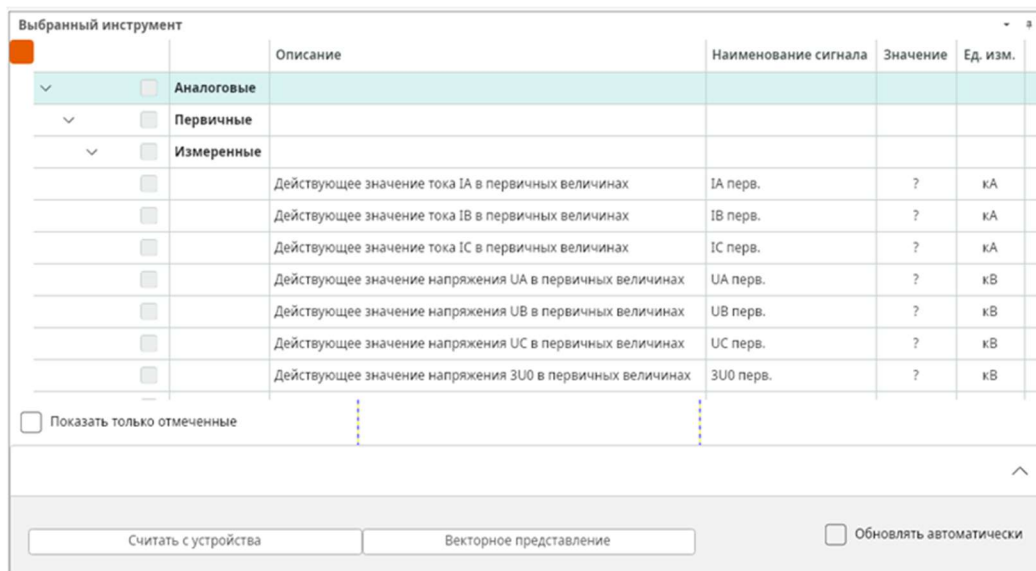 Выбранный инструмент
Описание Наименование сигнала Значение Ед. изм.
Аналоговые
Первичные
Измеренные
Действующее значение тока IA в первичных величинах IA перв. ? кА
Действующее значение тока IB в первичных величинах IB перв. ? кА
Действующее значение тока IC в первичных величинах IC перв. ? кА
Действующее значение напряжения UA в первичных величинах UA перв. ? кВ
Действующее значение напряжения UB в первичных величинах UB перв. ? кВ
Действующее значение напряжения UC в первичных величинах UC перв. ? кВ
Действующее значение напряжения 3U0 в первичных величинах 3U0 перв. ? кВ
Показать только отмеченные
Считать с устройства Векторное представление Обновлять автоматически